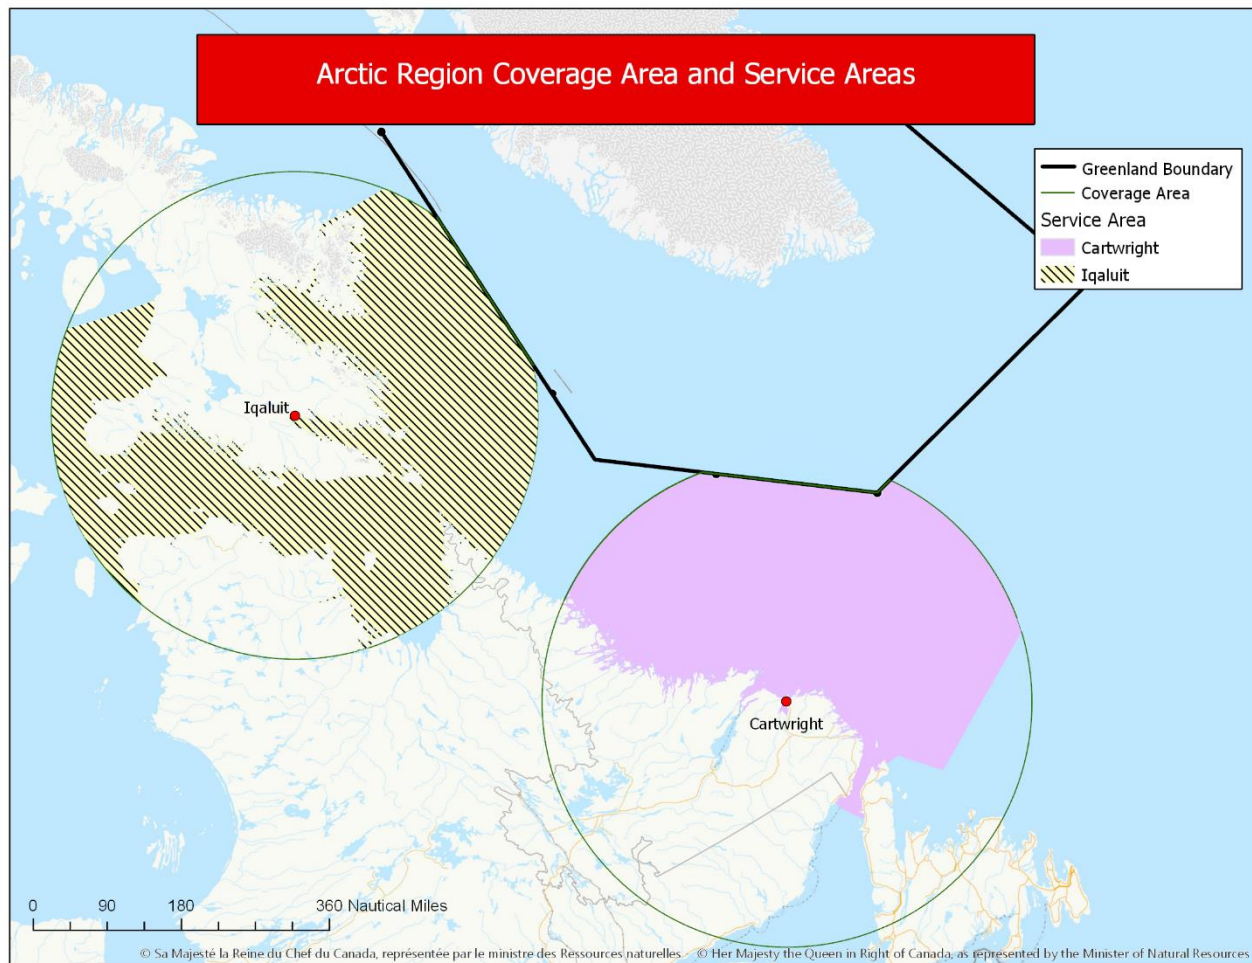 Arctic Region Coverage Area and Service Areas
Greenland Boundary
Coverage Area
Service Area
Cartwright
Iqaluit
Iqaluit
Cartwright
0 90 180 360 Nautical Miles
© Sa Majesté la Reine du Chef du Canada, représentée par le ministre des Ressources naturelles © Her Majesty the Queen in Right of Canada, as represented by the Minister of Natural Resources